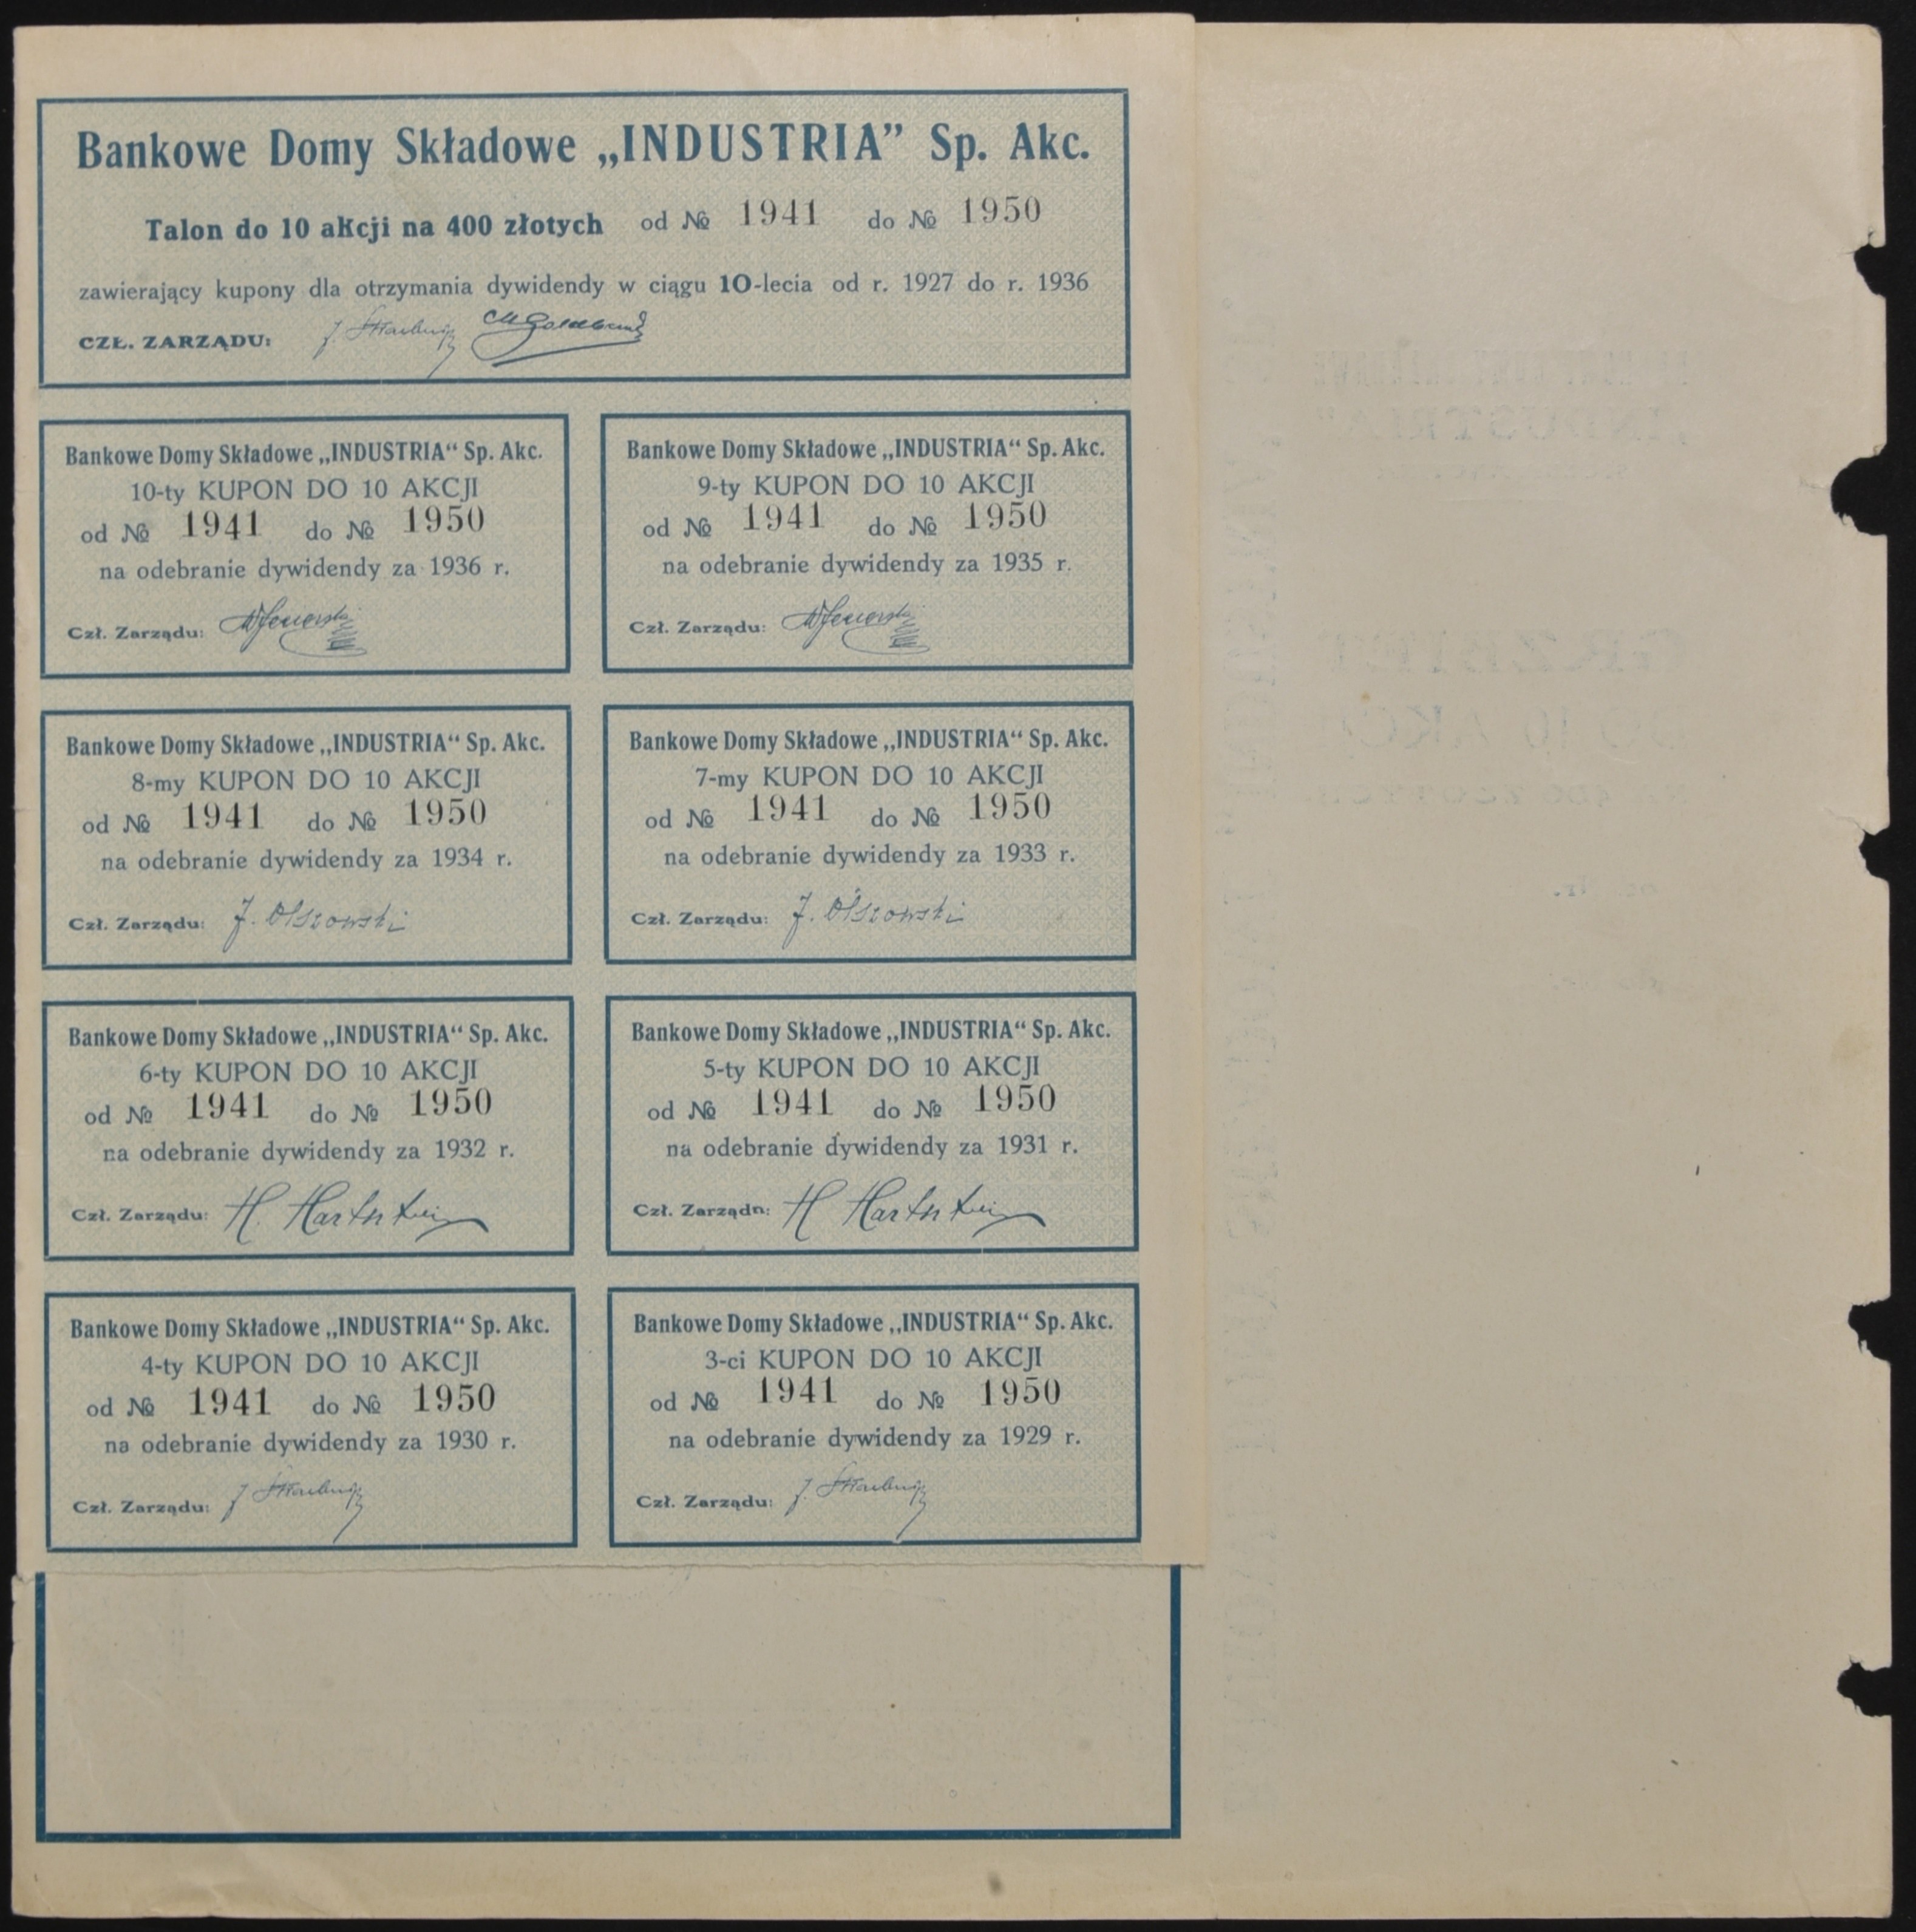 Bankowe Domy Składowe „INDUSTRIA” Sp. Akc.
Talon do 10 akcji na 400 złotych od № 1941 do № 1950
zawierający kupony dla otrzymania dywidendy w ciągu 10-lecia od r. 1927 do r. 1936
CZŁ. ZARZĄDU:
Bankowe Domy Składowe „INDUSTRIA“ Sp. Akc.
10-ty KUPON DO 10 AKCJI
od № 1941 do № 1950
na odebranie dywidendy za 1936 r.
Czł. Zarządu:
Bankowe Domy Składowe „INDUSTRIA“ Sp. Akc.
9-ty KUPON DO 10 AKCJI
od № 1941 do № 1950
na odebranie dywidendy za 1935 r.
Czł. Zarządu:
Bankowe Domy Składowe „INDUSTRIA“ Sp. Akc.
8-my KUPON DO 10 AKCJI
od № 1941 do № 1950
na odebranie dywidendy za 1934 r.
Czł. Zarządu: J. Olszowski
Bankowe Domy Składowe „INDUSTRIA“ Sp. Akc.
7-my KUPON DO 10 AKCJI
od № 1941 do № 1950
na odebranie dywidendy za 1933 r.
Czł. Zarządu: J. Olszowski
Bankowe Domy Składowe „INDUSTRIA“ Sp. Akc.
6-ty KUPON DO 10 AKCJI
od № 1941 do № 1950
na odebranie dywidendy za 1932 r.
Czł. Zarządu: H.
Bankowe Domy Składowe „INDUSTRIA“ Sp. Akc.
5-ty KUPON DO 10 AKCJI
od № 1941 do № 1950
na odebranie dywidendy za 1931 r.
Czł. Zarządn: H
Bankowe Domy Składowe „INDUSTRIA“ Sp. Akc.
4-ty KUPON DO 10 AKCJI
od № 1941 do № 1950
na odebranie dywidendy za 1930 r.
Czł. Zarządu:
Bankowe Domy Składowe „INDUSTRIA“ Sp. Akc.
3-ci KUPON DO 10 AKCJI
od № 1941 do № 1950
na odebranie dywidendy za 1929 r.
Czł. Zarządu: